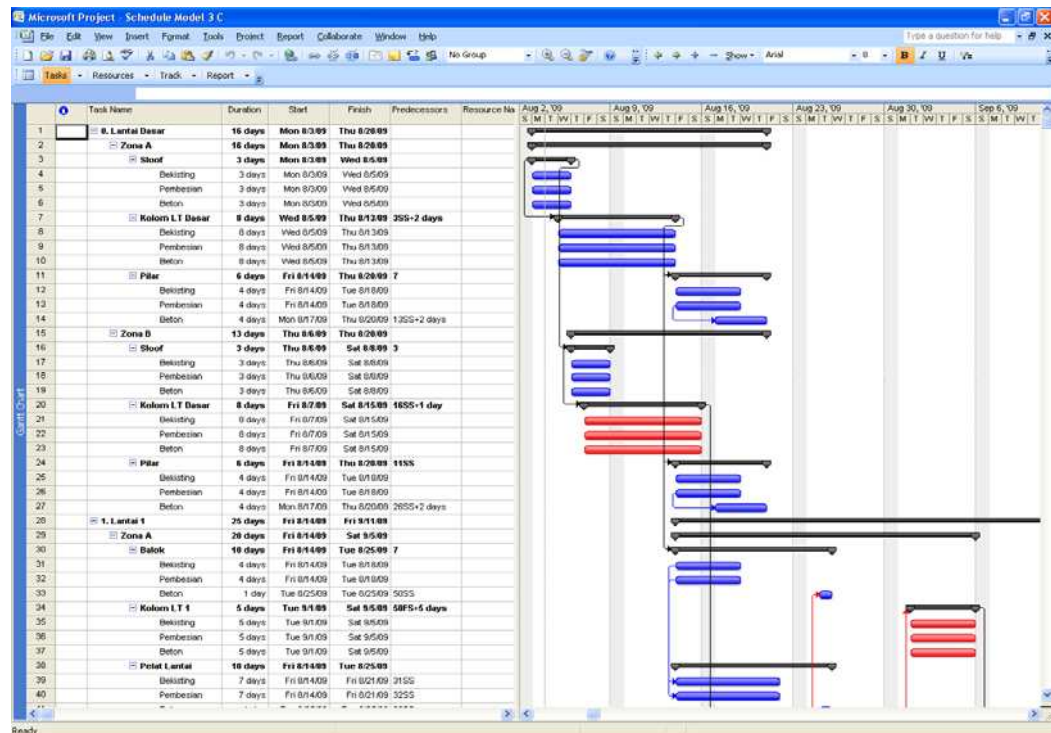 Microsoft Project - Schedule Model 3 C
File Edit View Insert Format Tools Project Report Collaborate Window Help Type a question for help
No Group Show Arial 8 B I U
Tasks Resources Track Report
Task Name Duration Start Finish Predecessors Resource Na Aug 2, '09 Aug 9, '09 Aug 16, '09 Aug 23, '09 Aug 30, '09 Sep 6, '09
S M T W T F S S M T W T F S S M T W T F S S M T W T F S S M T W T F S S M T
1 0. Lantai Dasar 16 days Mon 8/3/09 Thu 8/20/09
2 Zona A 16 days Mon 8/3/09 Thu 8/20/09
3 Sloof 3 days Mon 8/3/09 Wed 8/5/09
4 Bekisting 3 days Mon 8/3/09 Wed 8/5/09
5 Pembesian 3 days Mon 8/3/09 Wed 8/5/09
6 Beton 3 days Mon 8/3/09 Wed 8/5/09
7 Kolom LT Dasar 8 days Wed 8/5/09 Thu 8/13/09 3SS+2 days
8 Bekisting 8 days Wed 8/5/09 Thu 8/13/09
9 Pembesian 8 days Wed 8/5/09 Thu 8/13/09
10 Beton 8 days Wed 8/5/09 Thu 8/13/09
11 Pilar 6 days Fri 8/14/09 Thu 8/20/09 7
12 Bekisting 4 days Fri 8/14/09 Tue 8/18/09
13 Pembesian 4 days Fri 8/14/09 Tue 8/18/09
14 Beton 4 days Mon 8/17/09 Thu 8/20/09 13SS+2 days
15 Zona B 13 days Thu 8/6/09 Thu 8/20/09
16 Sloof 3 days Thu 8/6/09 Sat 8/8/09 3
17 Bekisting 3 days Thu 8/6/09 Sat 8/8/09
18 Pembesian 3 days Thu 8/6/09 Sat 8/8/09
19 Beton 3 days Thu 8/6/09 Sat 8/8/09
20 Kolom LT Dasar 8 days Fri 8/7/09 Sat 8/15/09 16SS+1 day
21 Bekisting 8 days Fri 8/7/09 Sat 8/15/09
22 Pembesian 8 days Fri 8/7/09 Sat 8/15/09
23 Beton 8 days Fri 8/7/09 Sat 8/15/09
24 Pilar 6 days Fri 8/14/09 Thu 8/20/09 11SS
25 Bekisting 4 days Fri 8/14/09 Tue 8/18/09
26 Pembesian 4 days Fri 8/14/09 Tue 8/18/09
27 Beton 4 days Mon 8/17/09 Thu 8/20/09 26SS+2 days
28 1. Lantai 1 25 days Fri 8/14/09 Fri 9/11/09
29 Zona A 20 days Fri 8/14/09 Sat 9/5/09
30 Balok 10 days Fri 8/14/09 Tue 8/25/09 7
31 Bekisting 4 days Fri 8/14/09 Tue 8/18/09
32 Pembesian 4 days Fri 8/14/09 Tue 8/18/09
33 Beton 1 day Tue 8/25/09 Tue 8/25/09 50SS
34 Kolom LT 1 5 days Tue 9/1/09 Sat 9/5/09 50FS+5 days
35 Bekisting 5 days Tue 9/1/09 Sat 9/5/09
36 Pembesian 5 days Tue 9/1/09 Sat 9/5/09
37 Beton 5 days Tue 9/1/09 Sat 9/5/09
38 Pelat Lantai 10 days Fri 8/14/09 Tue 8/25/09
39 Bekisting 7 days Fri 8/14/09 Fri 8/21/09 31SS
40 Pembesian 7 days Fri 8/14/09 Fri 8/21/09 32SS
Gantt Chart
Ready